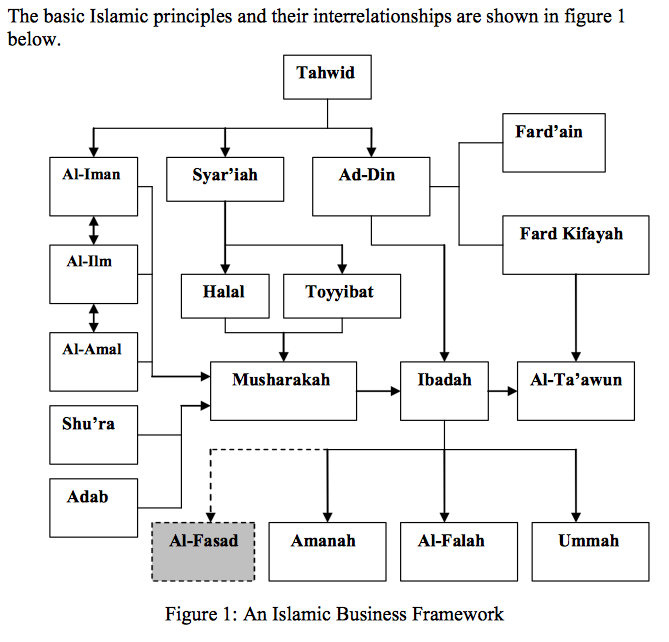 The basic Islamic principles and their interrelationships are shown in figure 1
below.
Tahwid
Fard’ain
Al-Iman
Syar’iah
Ad-Din
Fard Kifayah
Al-Ilm
Halal
Toyyibat
Al-Amal
Musharakah
Ibadah
Al-Ta’awun
Shu’ra
Adab
Al-Fasad
Amanah
Al-Falah
Ummah
Figure 1: An Islamic Business Framework